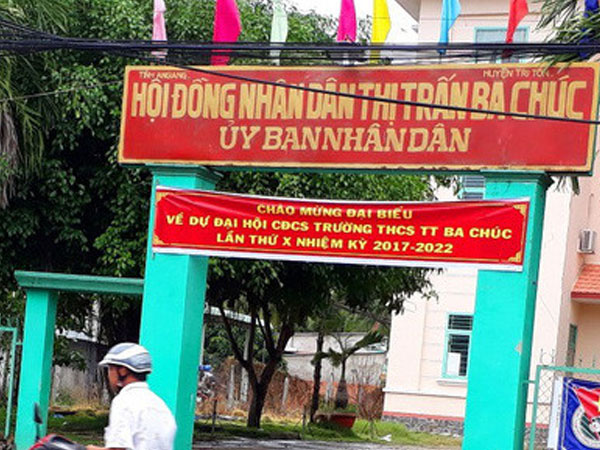 TỈNH AN GIANG
HUYỆN TRI TÔN
HỘI ĐỒNG NHÂN DÂN THỊ TRẤN BA CHÚC
ỦY BAN NHÂN DÂN
CHÀO MỪNG ĐẠI BIỂU
VỀ DỰ ĐẠI HỘI CĐCS TRƯỜNG THCS TT BA CHÚC
LẦN THỨ X NHIỆM KỲ 2017-2022